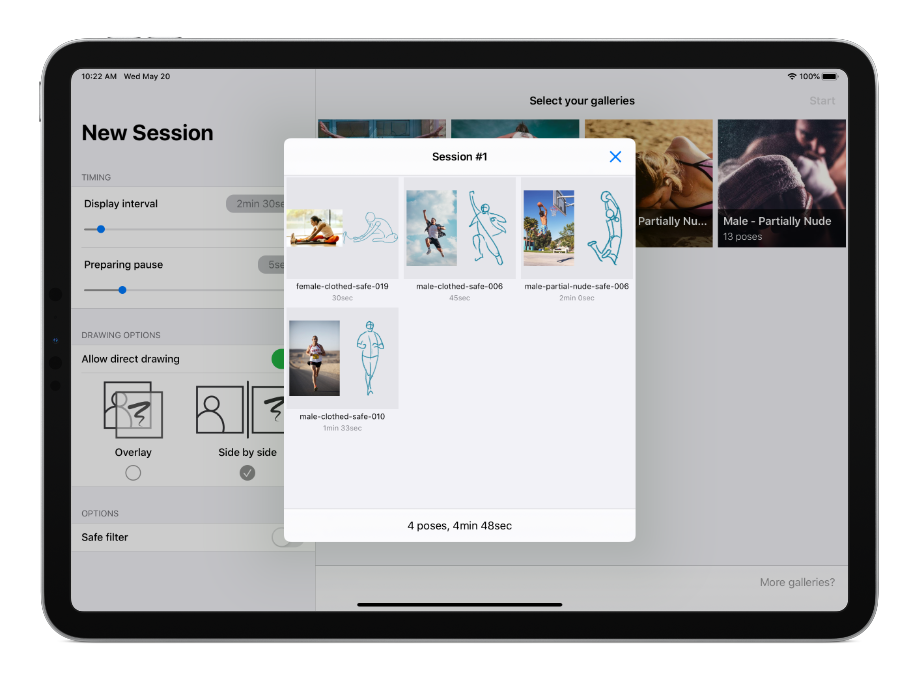 10:22 AM Wed May 20
100%
New Session
TIMING
Display interval
2min 30se
Preparing pause
5se
DRAWING OPTIONS
Allow direct drawing
Overlay
Side by side
OPTIONS
Safe filter
Select your galleries
Start
Partially Nu...
Male - Partially Nude
13 poses
Session #1
female-clothed-safe-019
30sec
male-clothed-safe-006
45sec
male-partial-nude-safe-006
2min 0sec
male-clothed-safe-010
1min 33sec
4 poses, 4min 48sec
More galleries?